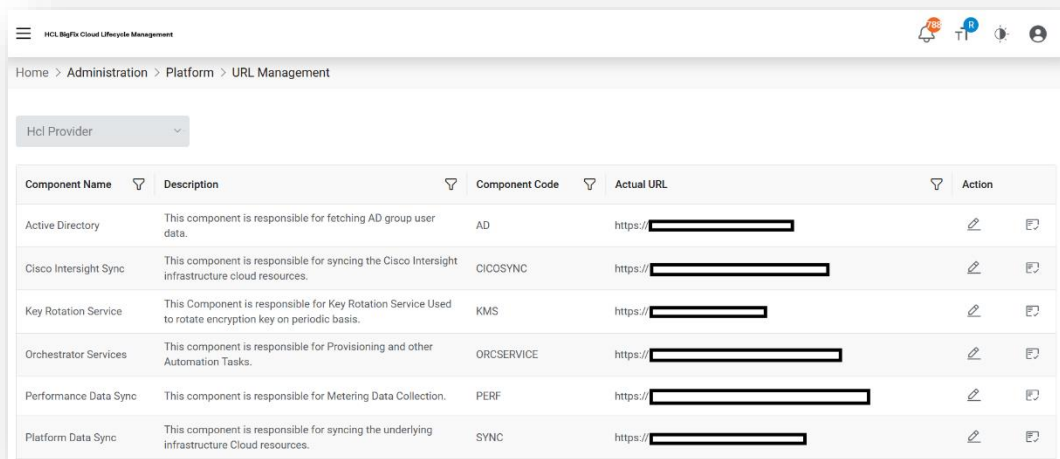 HCL BigFix Cloud Lifecycle Management
788
R
TT
Home > Administration > Platform > URL Management
Hcl Provider
Component Name Description Component Code Actual URL Action
Active Directory This component is responsible for fetching AD group user AD https://
data.
Cisco Intersight Sync This component is responsible for syncing the Cisco Intersight CICOSYNC https://
infrastructure cloud resources.
Key Rotation Service This Component is responsible for Key Rotation Service Used KMS https://
to rotate encryption key on periodic basis.
Orchestrator Services This component is responsible for Provisioning and other ORCSERVICE https://
Automation Tasks.
Performance Data Sync This component is responsible for Metering Data Collection. PERF https://
Platform Data Sync This component is responsible for syncing the underlying SYNC https://
infrastructure Cloud resources.